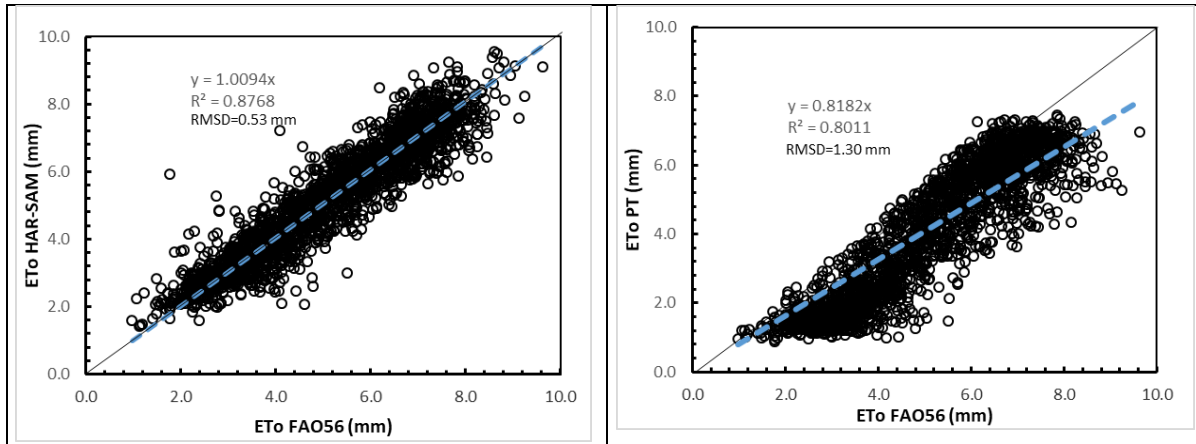 10.0
8.0
6.0
4.0
2.0
0.0
ETo HAR-SAM (mm)
y = 1.0094x
R² = 0.8768
RMSD=0.53 mm
0.0 2.0 4.0 6.0 8.0 10.0
ETo FAO56 (mm)
10.0
8.0
6.0
4.0
2.0
0.0
ETo PT (mm)
y = 0.8182x
R² = 0.8011
RMSD=1.30 mm
0.0 2.0 4.0 6.0 8.0 10.0
ETo FAO56 (mm)